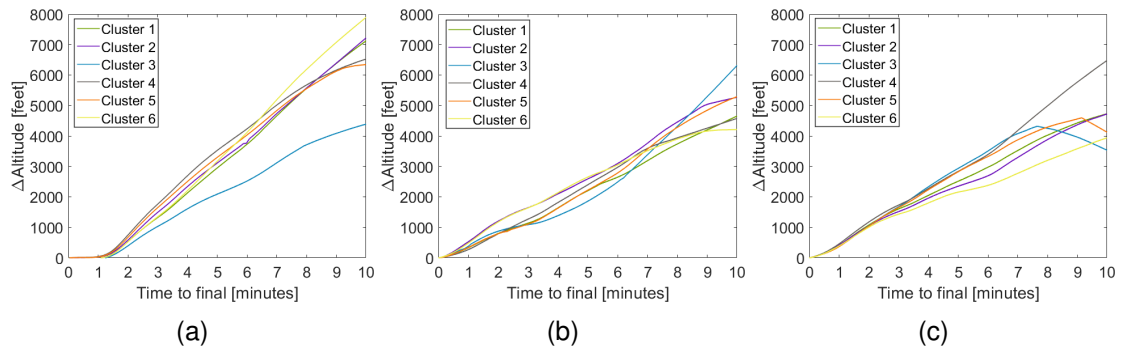 8000
7000
6000
5000
4000
3000
2000
1000
0
ΔAltitude [feet]
Cluster 1
Cluster 2
Cluster 3
Cluster 4
Cluster 5
Cluster 6
0 1 2 3 4 5 6 7 8 9 10
Time to final [minutes]
(a)
8000
7000
6000
5000
4000
3000
2000
1000
0
ΔAltitude [feet]
Cluster 1
Cluster 2
Cluster 3
Cluster 4
Cluster 5
Cluster 6
0 1 2 3 4 5 6 7 8 9 10
Time to final [minutes]
(b)
8000
7000
6000
5000
4000
3000
2000
1000
0
ΔAltitude [feet]
Cluster 1
Cluster 2
Cluster 3
Cluster 4
Cluster 5
Cluster 6
0 1 2 3 4 5 6 7 8 9 10
Time to final [minutes]
(c)